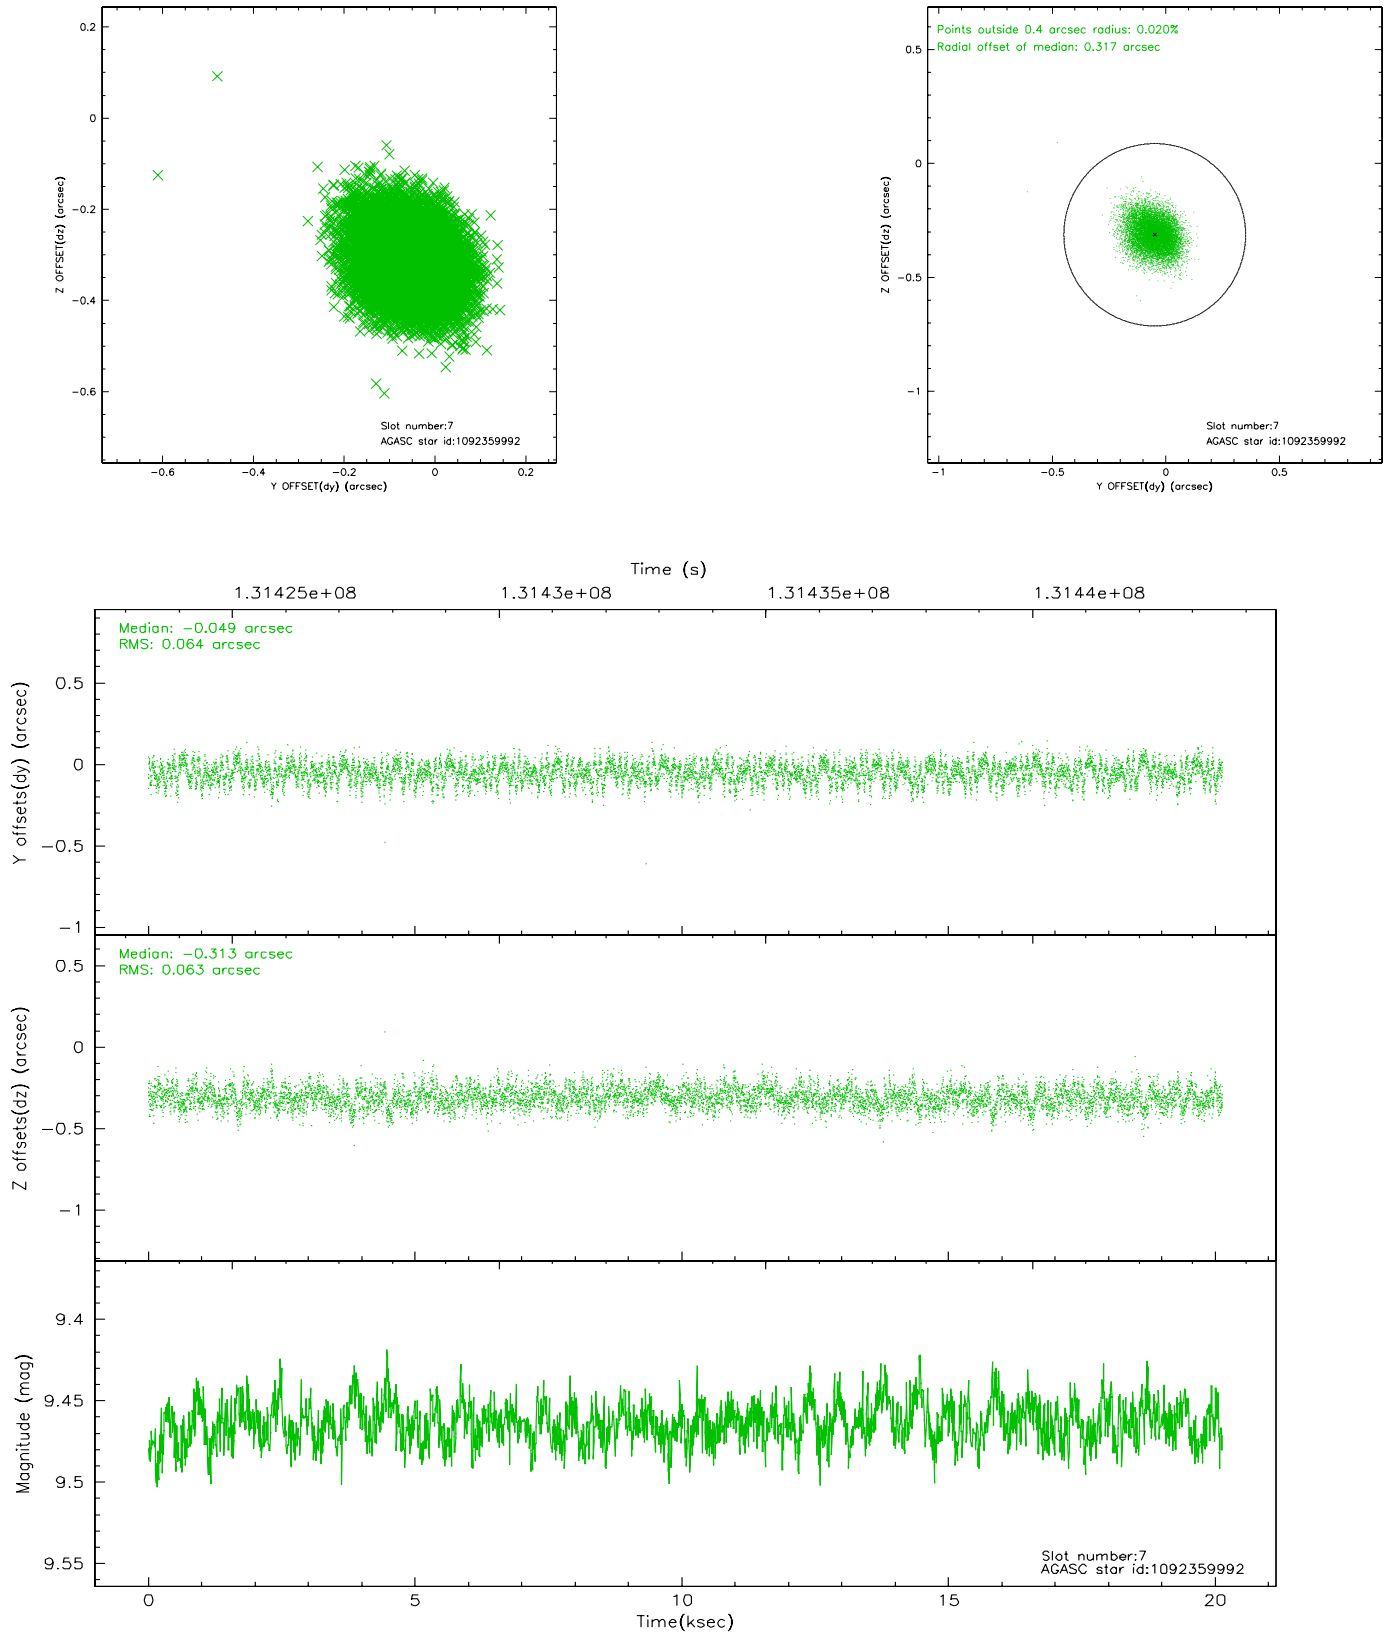 0.2
0
−0.2
−0.4
−0.6
Z OFFSET(dz) (arcsec)
Slot number:7
AGASC star id:1092359992
−0.6 −0.4 −0.2 0 0.2
Y OFFSET(dy) (arcsec)
Points outside 0.4 arcsec radius: 0.020%
Radial offset of median: 0.317 arcsec
0.5
0
−0.5
−1
Z OFFSET(dz) (arcsec)
Slot number:7
AGASC star id:1092359992
−1 −0.5 0 0.5
Y OFFSET(dy) (arcsec)
Time (s)
1.31425e+08 1.3143e+08 1.31435e+08 1.3144e+08
Median: −0.049 arcsec
RMS: 0.064 arcsec
0.5
0
−0.5
−1
Y offsets(dy) (arcsec)
Median: −0.313 arcsec
RMS: 0.063 arcsec
0.5
0
−0.5
−1
Z offsets(dz) (arcsec)
9.4
9.45
9.5
9.55
Magnitude (mag)
Slot number:7
AGASC star id:1092359992
0 5 10 15 20
Time(ksec)